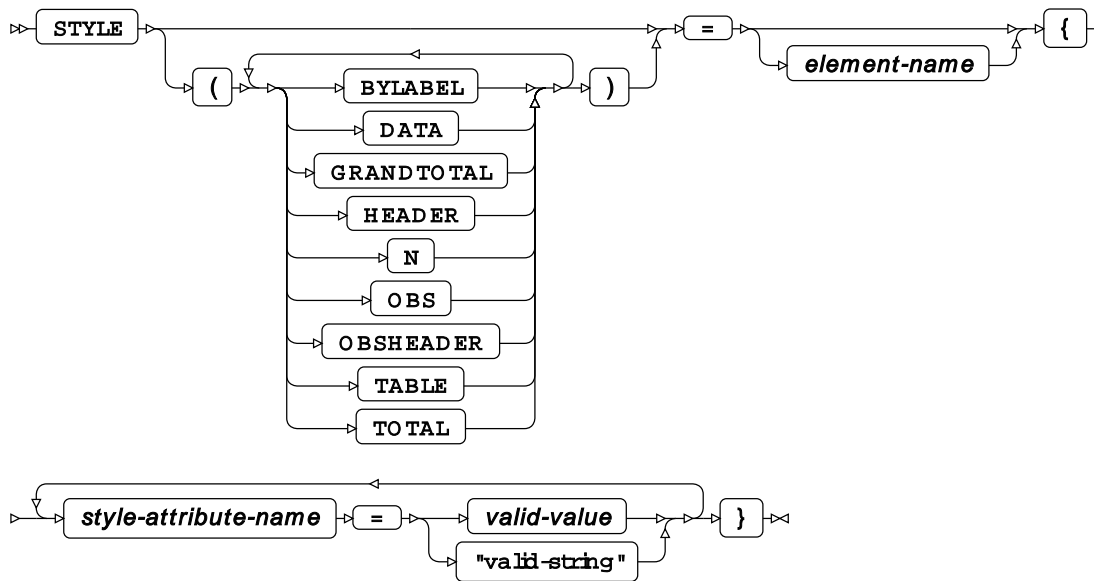 STYLE = {
element-name
( BYLABEL )
DATA
GRANDTOTAL
HEADER
N
OBS
OBSHEADER
TABLE
TOTAL
style-attribute-name = valid-value }
"valid-string"